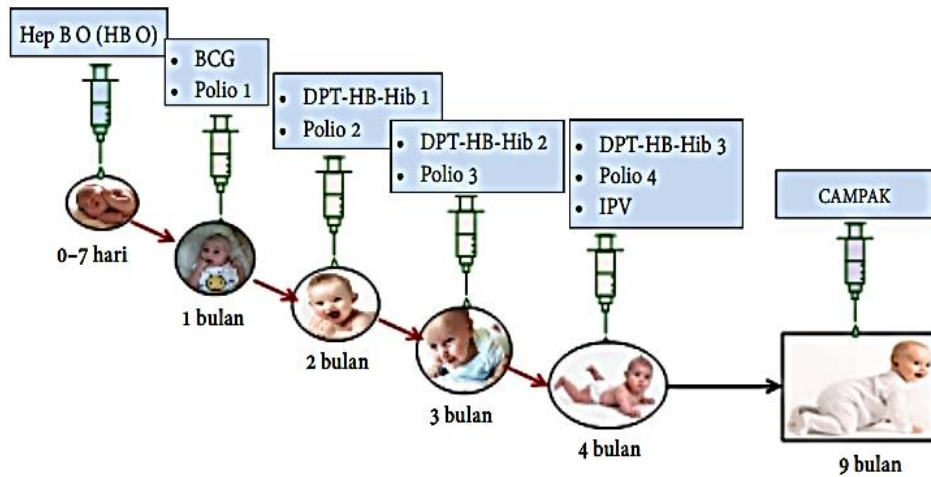 Hep B O (HB O)
• BCG
• Polio 1
• DPT-HB-Hib 1
• Polio 2
• DPT-HB-Hib 2
• Polio 3
• DPT-HB-Hib 3
• Polio 4
• IPV
CAMPAK
0–7 hari
1 bulan
2 bulan
3 bulan
4 bulan
9 bulan